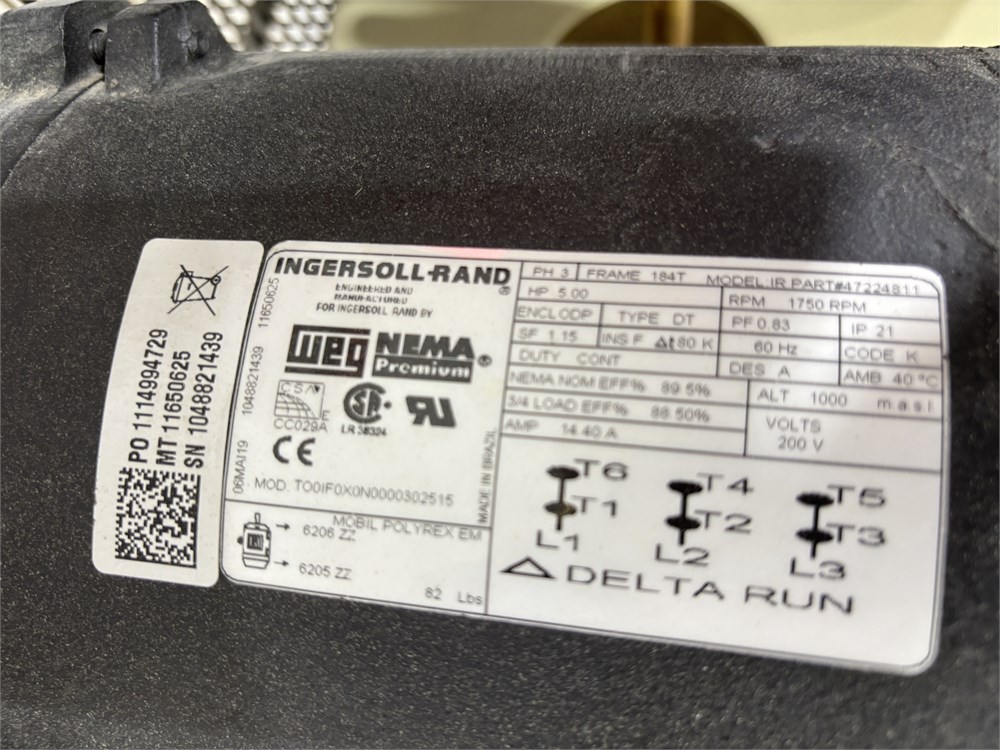 PO 11149947​29
MT 11650625
SN 1048821439
1048821439 11650625
06MAI19
INGERSOLL-RAND®
ENGINEERED AND
MANUFACTURED
FOR INGERSOLL RAND BY
WEG NEMA
Premium®
CSA
CC029A E
LR 38324
CE
MOD. TO0IF0X0N0000302515
MADE IN BRAZIL
MOBIL POLYREX EM
6206 ZZ
6205 ZZ
82 Lbs
PH 3 FRAME 184T MODEL:IR PART#47224811
HP 5.00 RPM 1750 RPM
ENCL ODP TYPE DT PF 0.83 IP 21
SF 1.15 INS F Δt 80 K 60 Hz CODE K
DUTY CONT DES A AMB 40 °C
NEMA NOM EFF% 89.5% ALT 1000 m.a.s.l.
3/4 LOAD EFF% 88.50% VOLTS
AMP 14.40 A 200 V
T6 T4 T5
T1 T2 T3
L1 L2 L3
Δ DELTA RUN